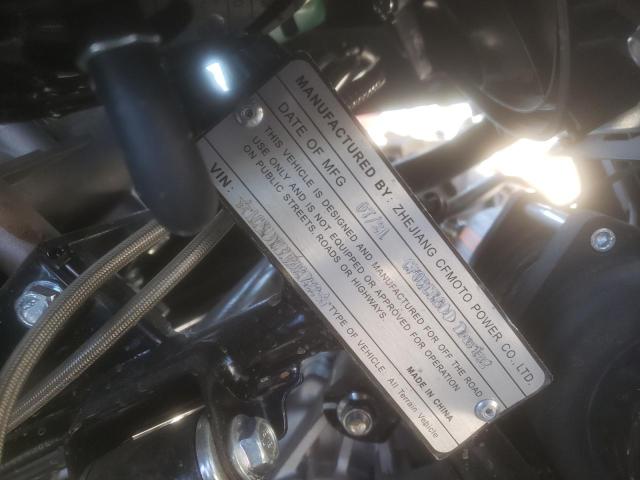 MANUFACTURED BY: ZHEJIANG CFMOTO POWER CO., LTD.
DATE OF MFG 07/21
THIS VEHICLE IS DESIGNED AND MANUFACTURED FOR OFF THE ROAD
USE ONLY AND IS NOT EQUIPPED OR APPROVED FOR OPERATION
ON PUBLIC STREETS, ROADS OR HIGHWAYS.
MADE IN CHINA
VIN: TYPE OF VEHICLE: All Terrain Vehicle